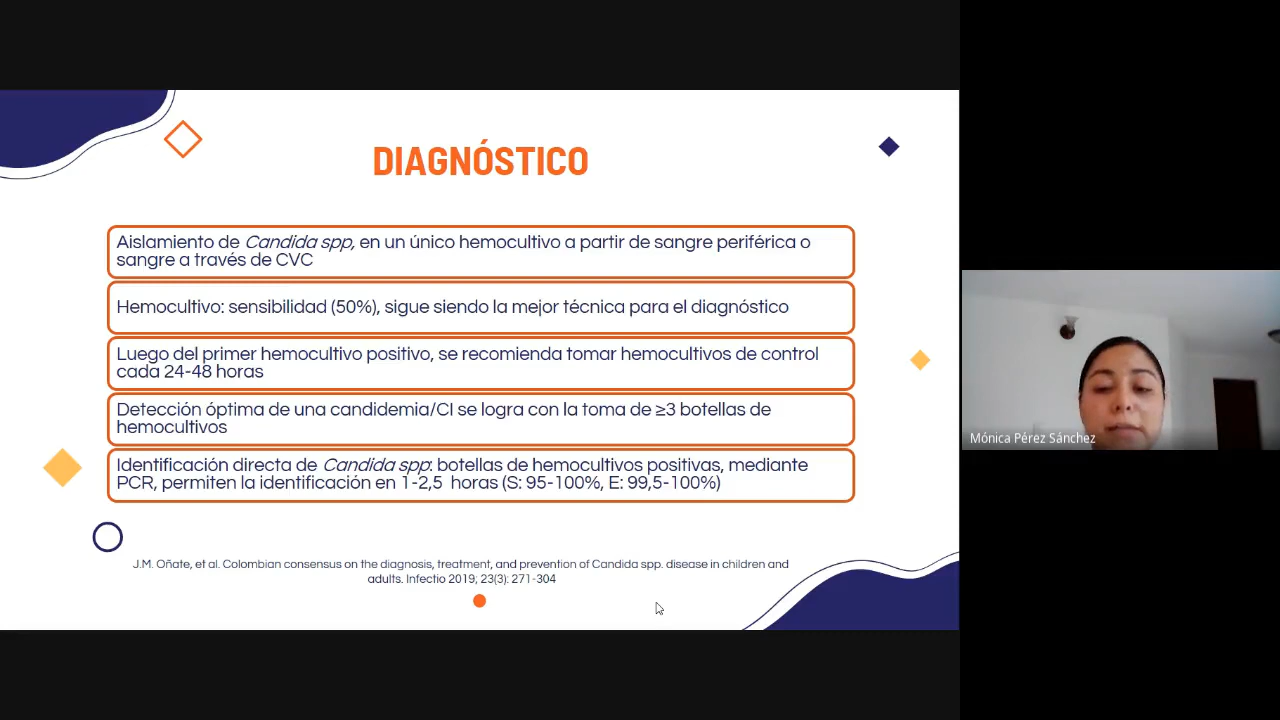 DIAGNÓSTICO
Aislamiento de Candida spp, en un único hemocultivo a partir de sangre periférica o
sangre a través de CVC
Hemocultivo: sensibilidad (50%), sigue siendo la mejor técnica para el diagnóstico
Luego del primer hemocultivo positivo, se recomienda tomar hemocultivos de control
cada 24-48 horas
Detección óptima de una candidemia/CI se logra con la toma de ≥3 botellas de
hemocultivos
Identificación directa de Candida spp: botellas de hemocultivos positivas, mediante
PCR, permiten la identificación en 1-2,5 horas (S: 95-100%, E: 99,5-100%)
J.M. Oñate, et al. Colombian consensus on the diagnosis, treatment, and prevention of Candida spp. disease in children and
adults. Infectio 2019; 23(3): 271-304
Mónica Pérez Sánchez